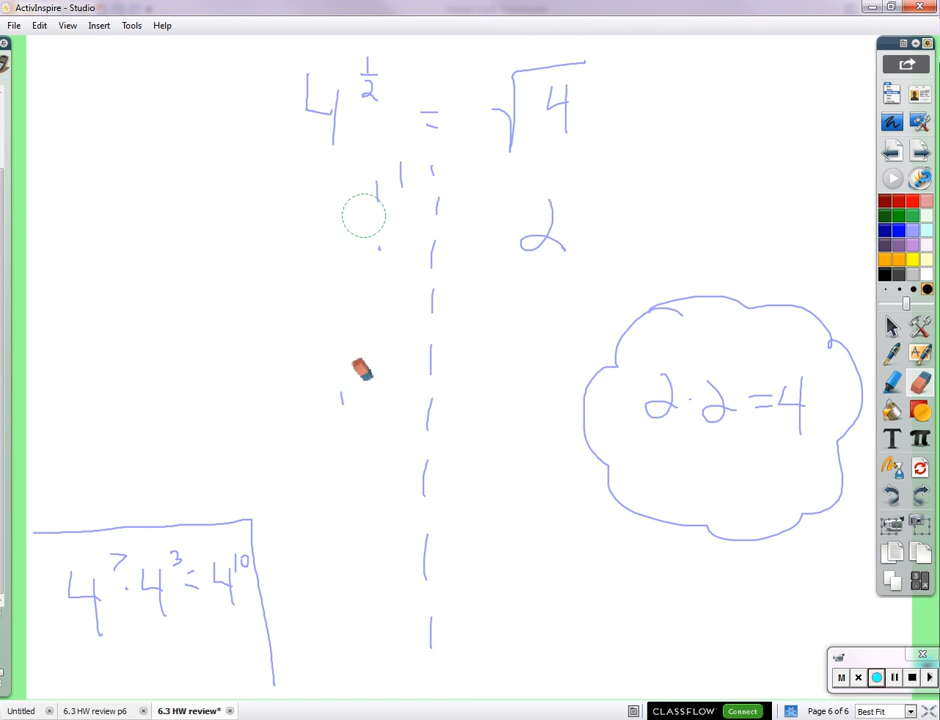 ActivInspire - Studio
File Edit View Insert Tools Help
4^{1/2} = √4
2
2 · 2 = 4
4^7 · 4^3 = 4^{10}
M
Untitled 6.3 HW review p6 6.3 HW review* CLASSFLOW Connect Page 6 of 6 Best Fit